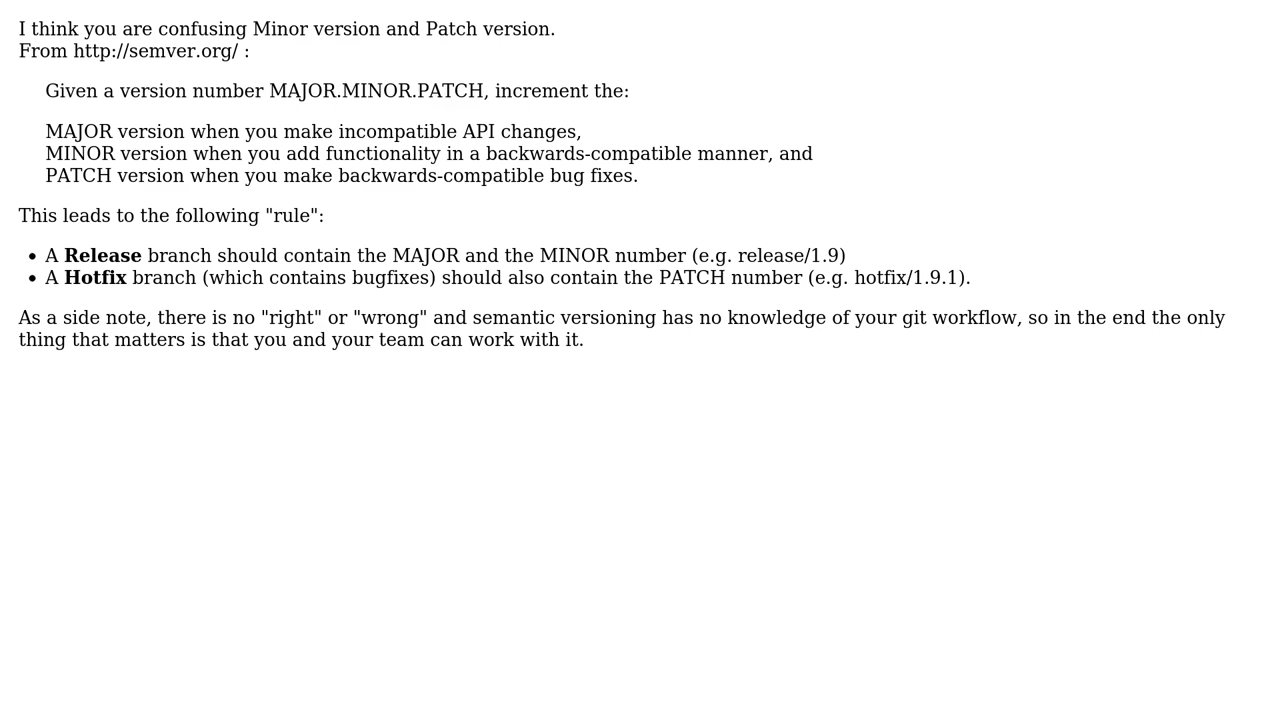 I think you are confusing Minor version and Patch version.
From http://semver.org/ :
Given a version number MAJOR.MINOR.PATCH, increment the:
MAJOR version when you make incompatible API changes,
MINOR version when you add functionality in a backwards-compatible manner, and
PATCH version when you make backwards-compatible bug fixes.
This leads to the following "rule":
• A Release branch should contain the MAJOR and the MINOR number (e.g. release/1.9)
• A Hotfix branch (which contains bugfixes) should also contain the PATCH number (e.g. hotfix/1.9.1).
As a side note, there is no "right" or "wrong" and semantic versioning has no knowledge of your git workflow, so in the end the only
thing that matters is that you and your team can work with it.